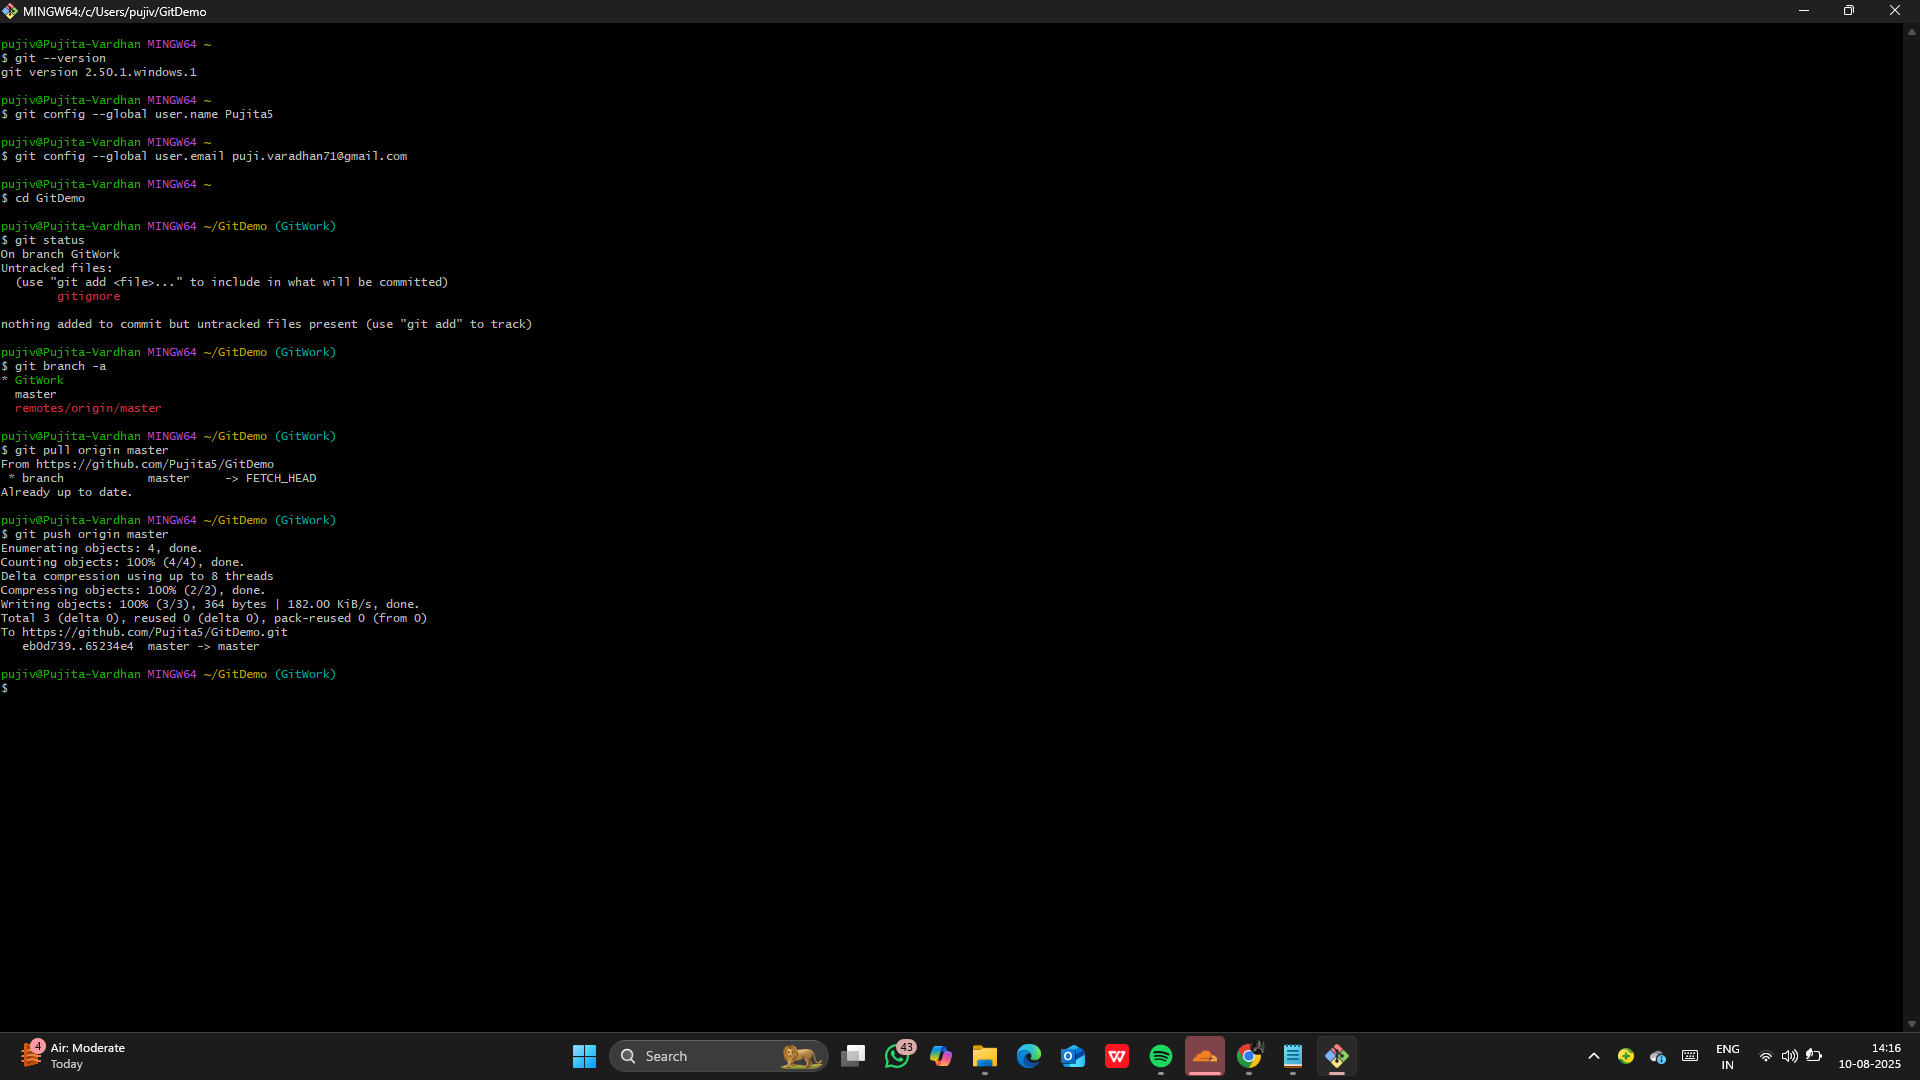 MINGW64:/c/Users/pujiv/GitDemo
pujiv@Pujita-Vardhan MINGW64 ~
$ git --version
git version 2.50.1.windows.1
pujiv@Pujita-Vardhan MINGW64 ~
$ git config --global user.name Pujita5
pujiv@Pujita-Vardhan MINGW64 ~
$ git config --global user.email puji.varadhan71@gmail.com
pujiv@Pujita-Vardhan MINGW64 ~
$ cd GitDemo
pujiv@Pujita-Vardhan MINGW64 ~/GitDemo (GitWork)
$ git status
On branch GitWork
Untracked files:
  (use "git add <file>..." to include in what will be committed)
        gitignore
nothing added to commit but untracked files present (use "git add" to track)
pujiv@Pujita-Vardhan MINGW64 ~/GitDemo (GitWork)
$ git branch -a
* GitWork
  master
  remotes/origin/master
pujiv@Pujita-Vardhan MINGW64 ~/GitDemo (GitWork)
$ git pull origin master
From https://github.com/Pujita5/GitDemo
 * branch            master     -> FETCH_HEAD
Already up to date.
pujiv@Pujita-Vardhan MINGW64 ~/GitDemo (GitWork)
$ git push origin master
Enumerating objects: 4, done.
Counting objects: 100% (4/4), done.
Delta compression using up to 8 threads
Compressing objects: 100% (2/2), done.
Writing objects: 100% (3/3), 364 bytes | 182.00 KiB/s, done.
Total 3 (delta 0), reused 0 (delta 0), pack-reused 0 (from 0)
To https://github.com/Pujita5/GitDemo.git
   eb0d739..65234e4  master -> master
pujiv@Pujita-Vardhan MINGW64 ~/GitDemo (GitWork)
$
4
Air: Moderate
Today
Search
43
ENG
IN
14:16
10-08-2025